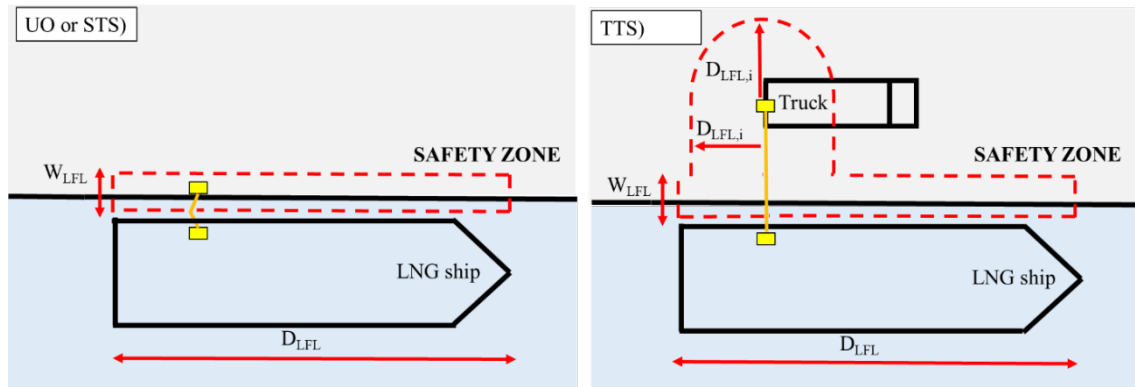 UO or STS)
W_LFL
SAFETY ZONE
LNG ship
D_LFL
TTS)
D_LFL,i
Truck
D_LFL,i
SAFETY ZONE
W_LFL
LNG ship
D_LFL